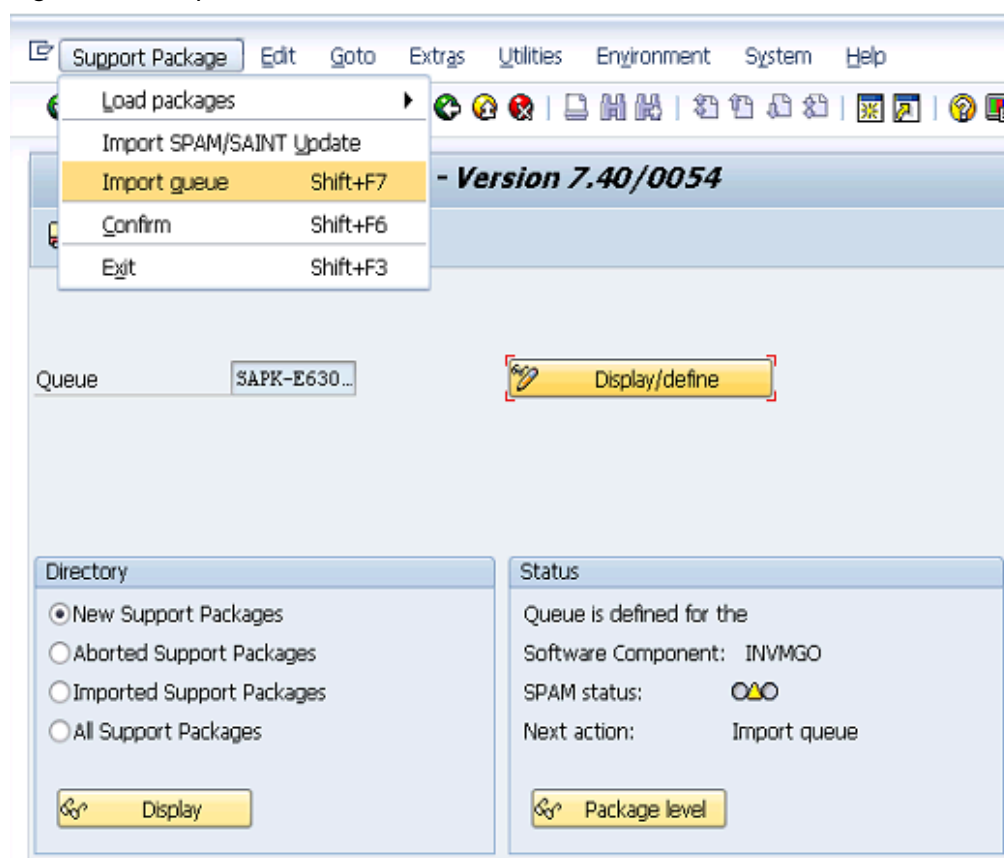 Support Package Edit Goto Extras Utilities Environment System Help
Load packages
Import SPAM/SAINT Update
Import queue Shift+F7
- Version 7.40/0054
Confirm Shift+F6
Exit Shift+F3
Queue SAPK-E630... Display/define
Directory
New Support Packages
Aborted Support Packages
Imported Support Packages
All Support Packages
Display
Status
Queue is defined for the
Software Component: INVMGO
SPAM status:
Next action: Import queue
Package level